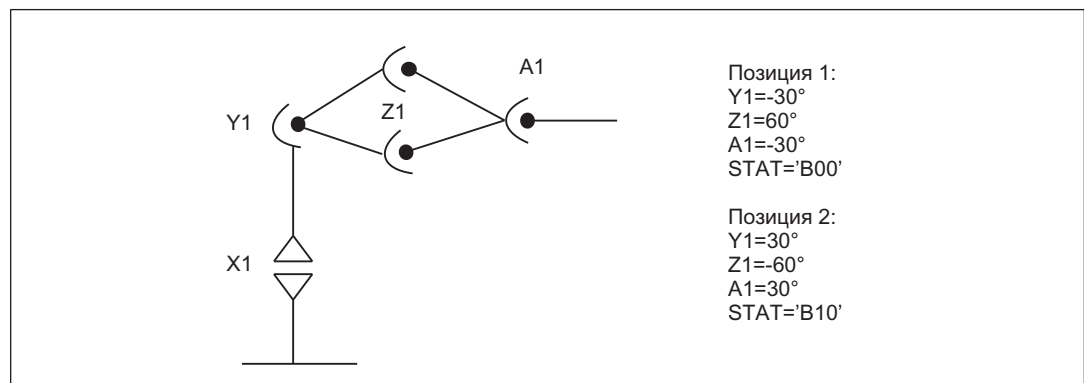 A1
Z1
Y1
X1
Позиция 1:
Y1=-30°
Z1=60°
A1=-30°
STAT='B00’
Позиция 2:
Y1=30°
Z1=-60°
A1=30°
STAT='B10’